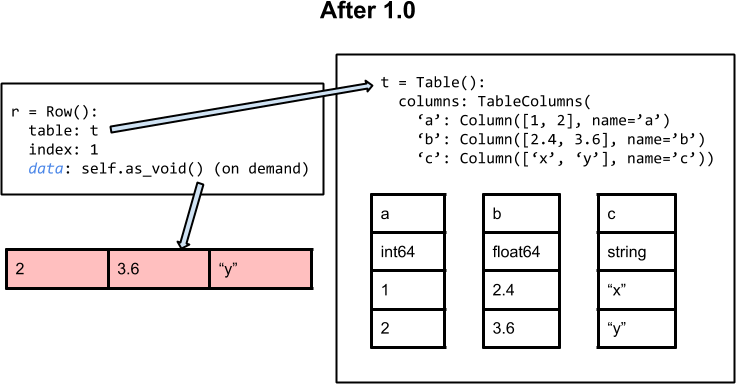 After 1.0
r = Row():
table: t
index: 1
data: self.as_void() (on demand)
2 3.6 “y”
t = Table():
columns: TableColumns(
‘a’: Column([1, 2], name=’a’)
‘b’: Column([2.4, 3.6], name=’b’)
‘c’: Column([‘x’, ‘y’], name=’c’))
a b c
int64 float64 string
1 2.4 “x”
2 3.6 “y”